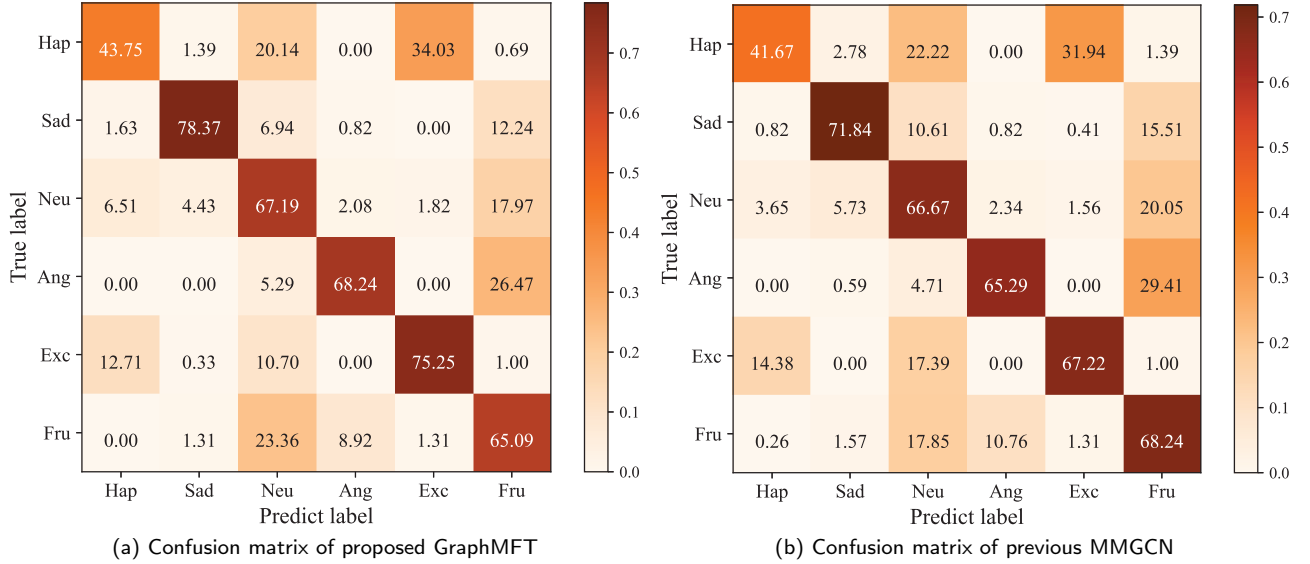 Hap 43.75 1.39 20.14 0.00 34.03 0.69
Sad 1.63 78.37 6.94 0.82 0.00 12.24
Neu 6.51 4.43 67.19 2.08 1.82 17.97
Ang 0.00 0.00 5.29 68.24 0.00 26.47
Exc 12.71 0.33 10.70 0.00 75.25 1.00
Fru 0.00 1.31 23.36 8.92 1.31 65.09
Hap Sad Neu Ang Exc Fru
True label
Predict label
0.7
0.6
0.5
0.4
0.3
0.2
0.1
0.0
(a) Confusion matrix of proposed GraphMFT
Hap 41.67 2.78 22.22 0.00 31.94 1.39
Sad 0.82 71.84 10.61 0.82 0.41 15.51
Neu 3.65 5.73 66.67 2.34 1.56 20.05
Ang 0.00 0.59 4.71 65.29 0.00 29.41
Exc 14.38 0.00 17.39 0.00 67.22 1.00
Fru 0.26 1.57 17.85 10.76 1.31 68.24
Hap Sad Neu Ang Exc Fru
True label
Predict label
0.7
0.6
0.5
0.4
0.3
0.2
0.1
0.0
(b) Confusion matrix of previous MMGCN